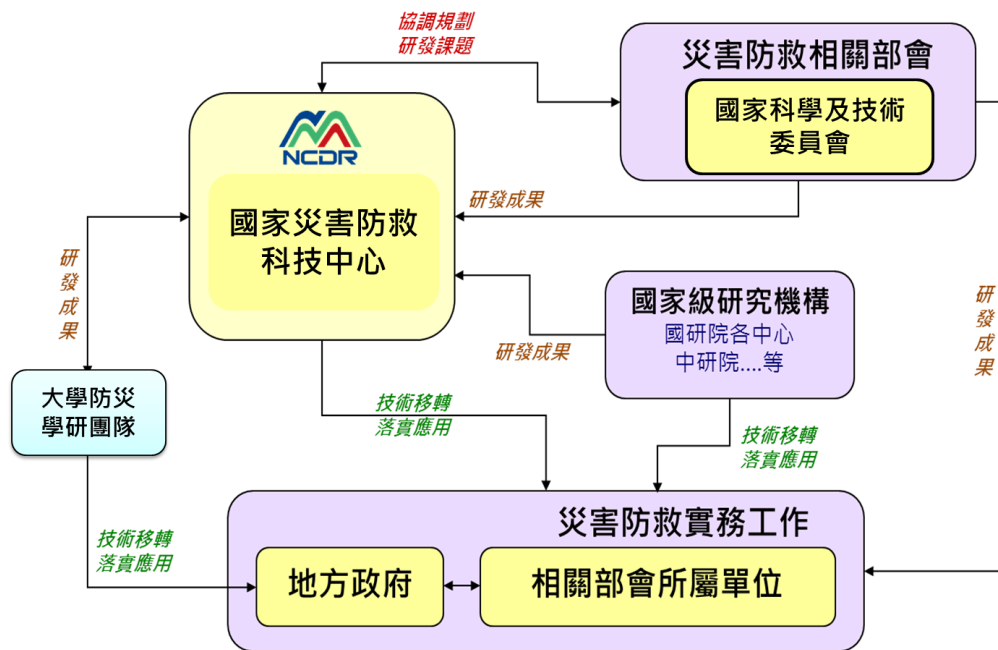 協調規劃
研發課題
災害防救相關部會
國家科學及技術
委員會
NCDR
國家災害防救
科技中心
研發成果
研發成果
國家級研究機構
國研院各中心
中研院....等
研發成果
研發成果
大學防災
學研團隊
技術移轉
落實應用
技術移轉
落實應用
技術移轉
落實應用
災害防救實務工作
地方政府
相關部會所屬單位